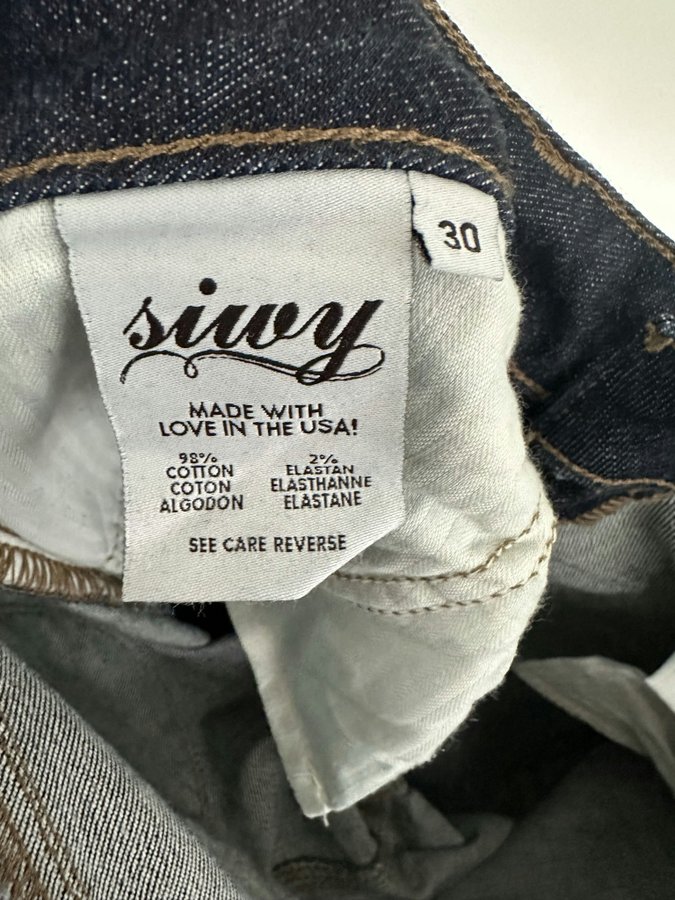 30
siwy
MADE WITH
LOVE IN THE USA!
98% 2%
COTTON ELASTAN
COTON ELASTHANNE
ALGODON ELASTANE
SEE CARE REVERSE